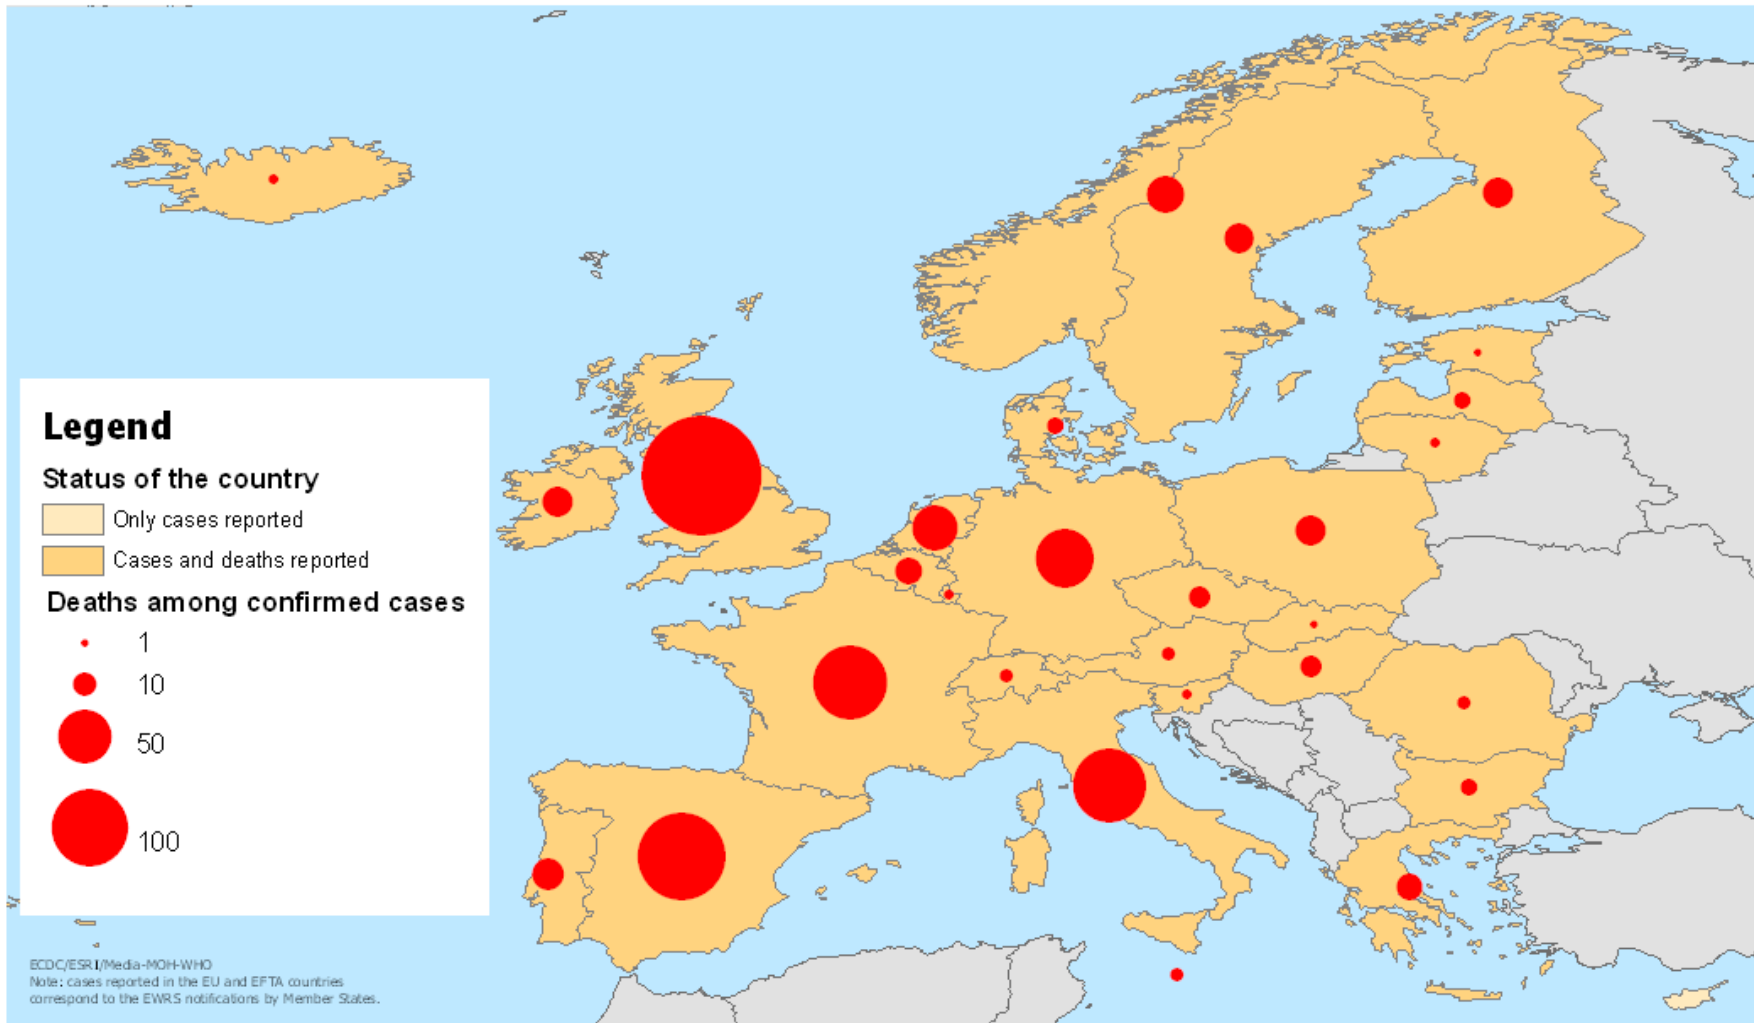 Legend
Status of the country
Only cases reported
Cases and deaths reported
Deaths among confirmed cases
1
10
50
100
ECDC/ESRI/Media-MOH-WHO
Note: cases reported in the EU and EFTA countries
correspond to the EWRS notifications by Member States.